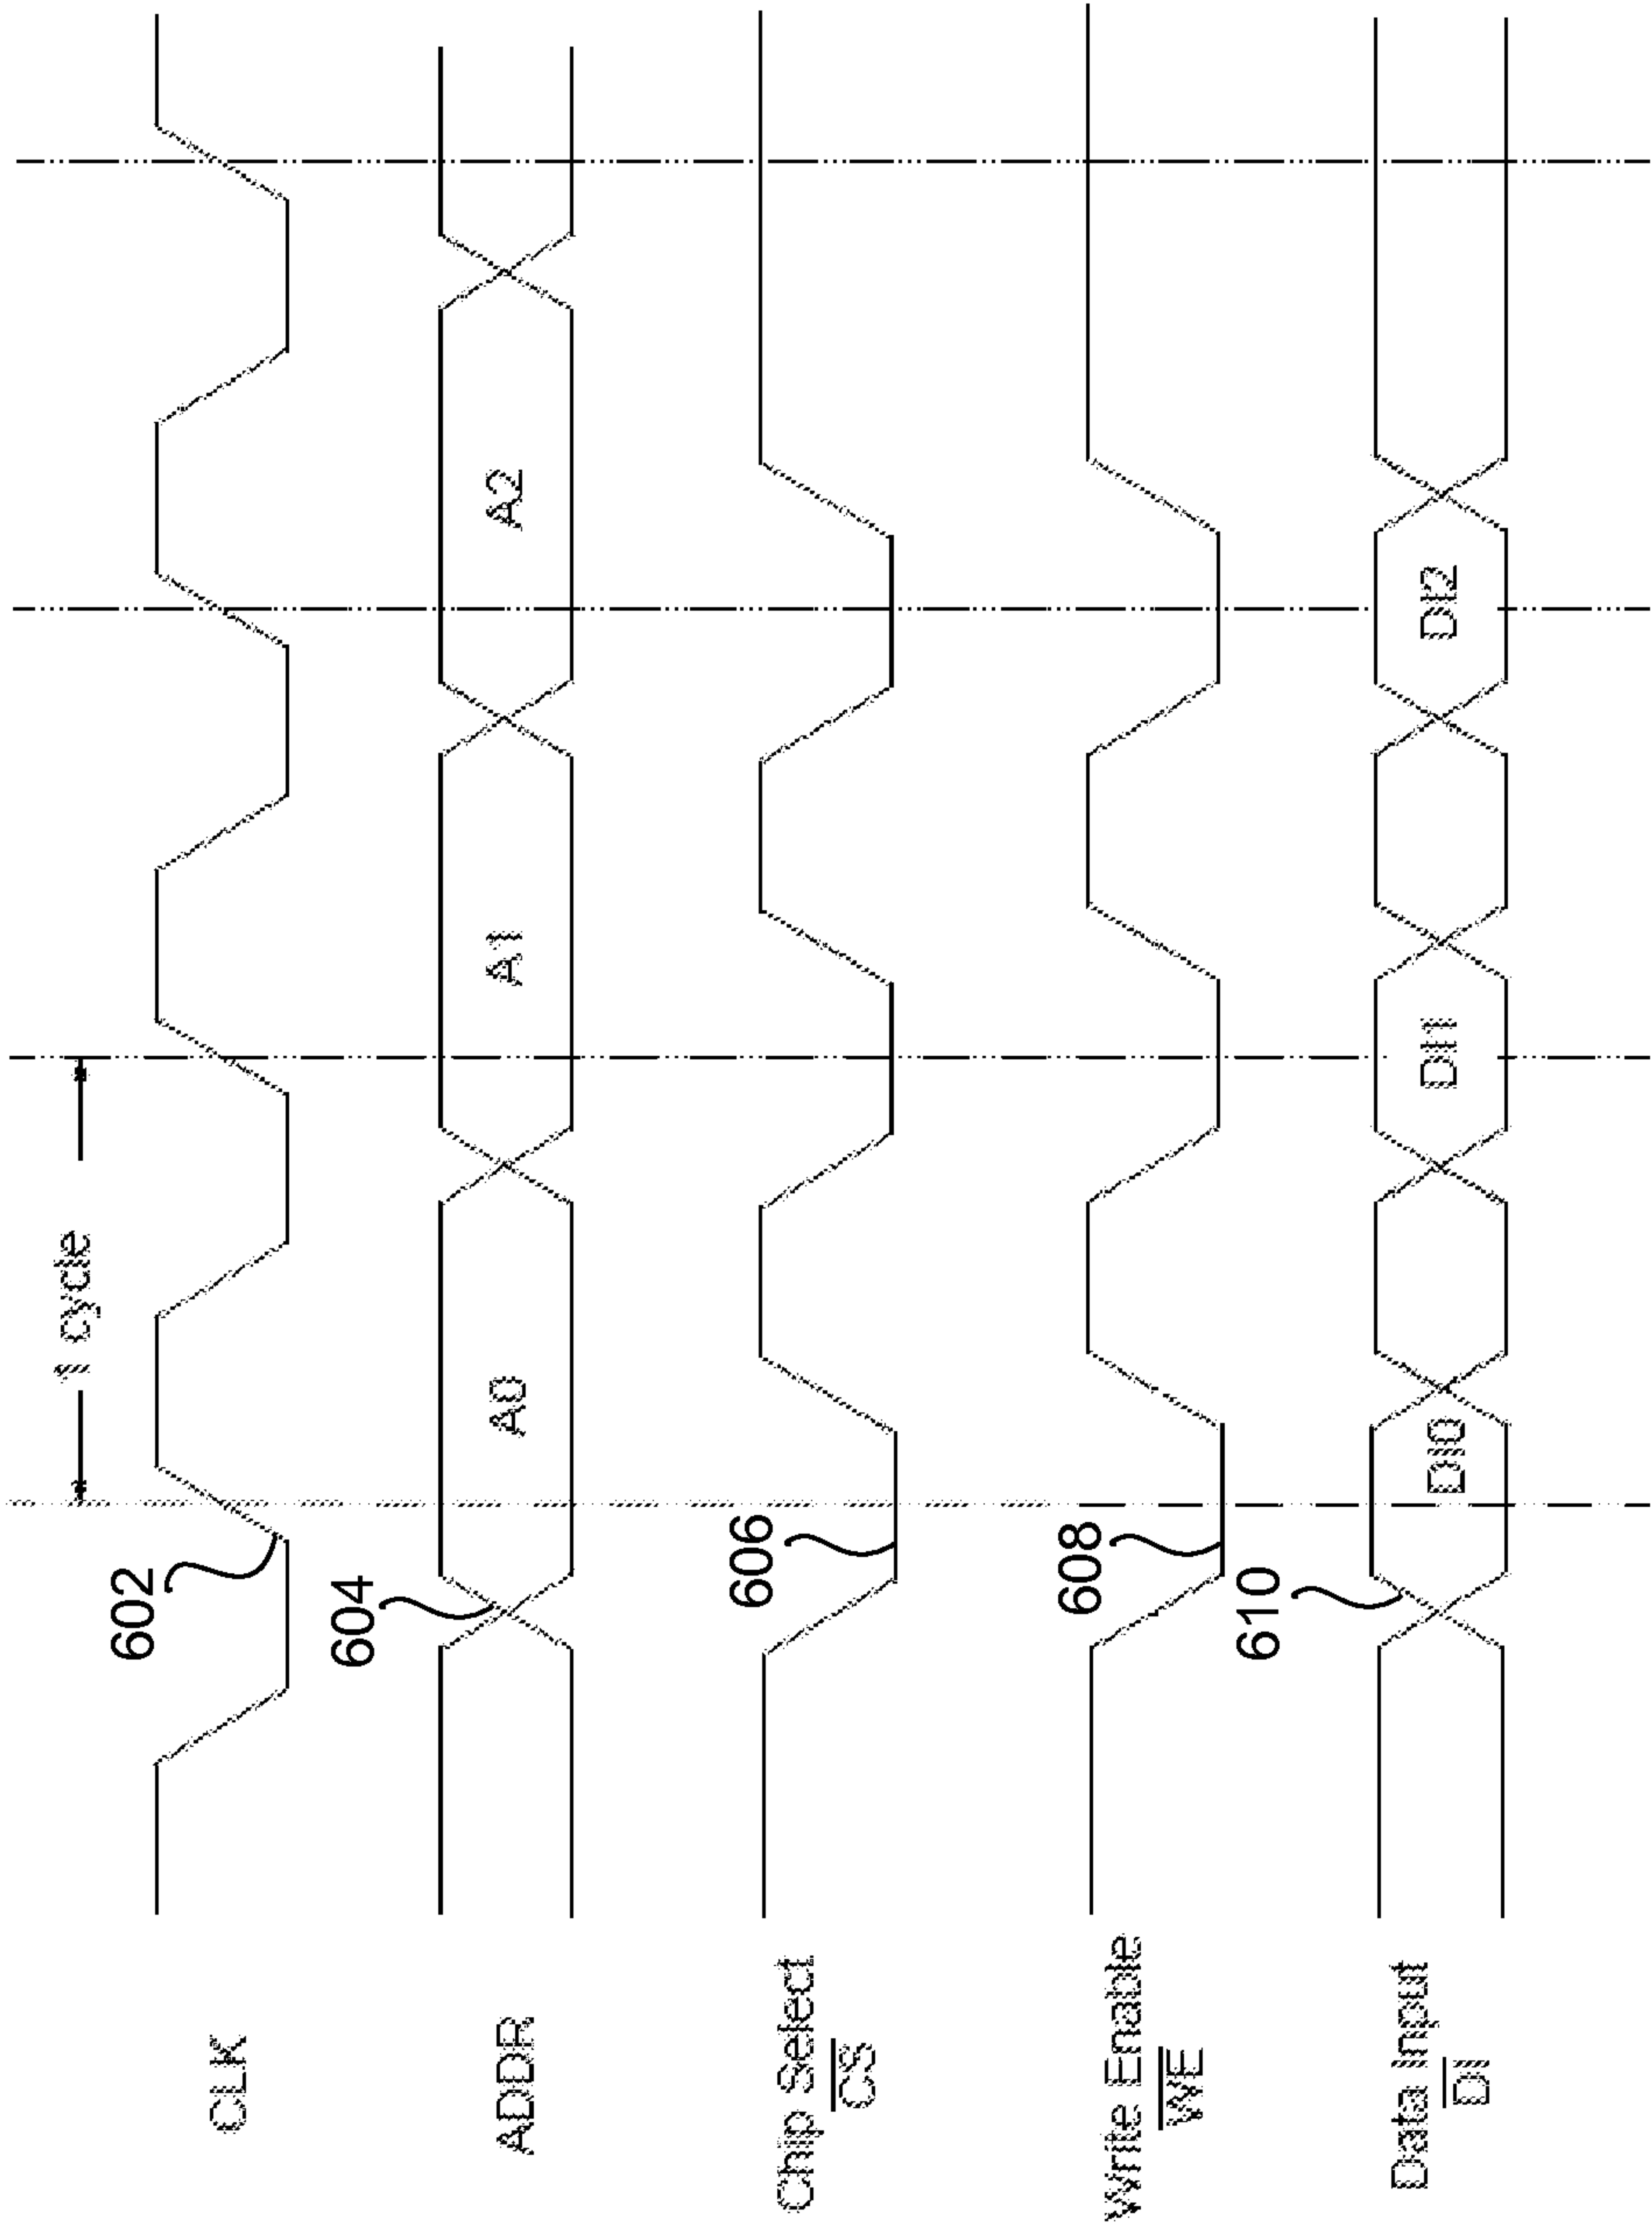 1 cycle
CLK
602
ADDR
604
A0
A1
A2
Chip Select
CS
606
Write Enable
WE
608
Data Input
DI
610
DI0
DI1
DI2